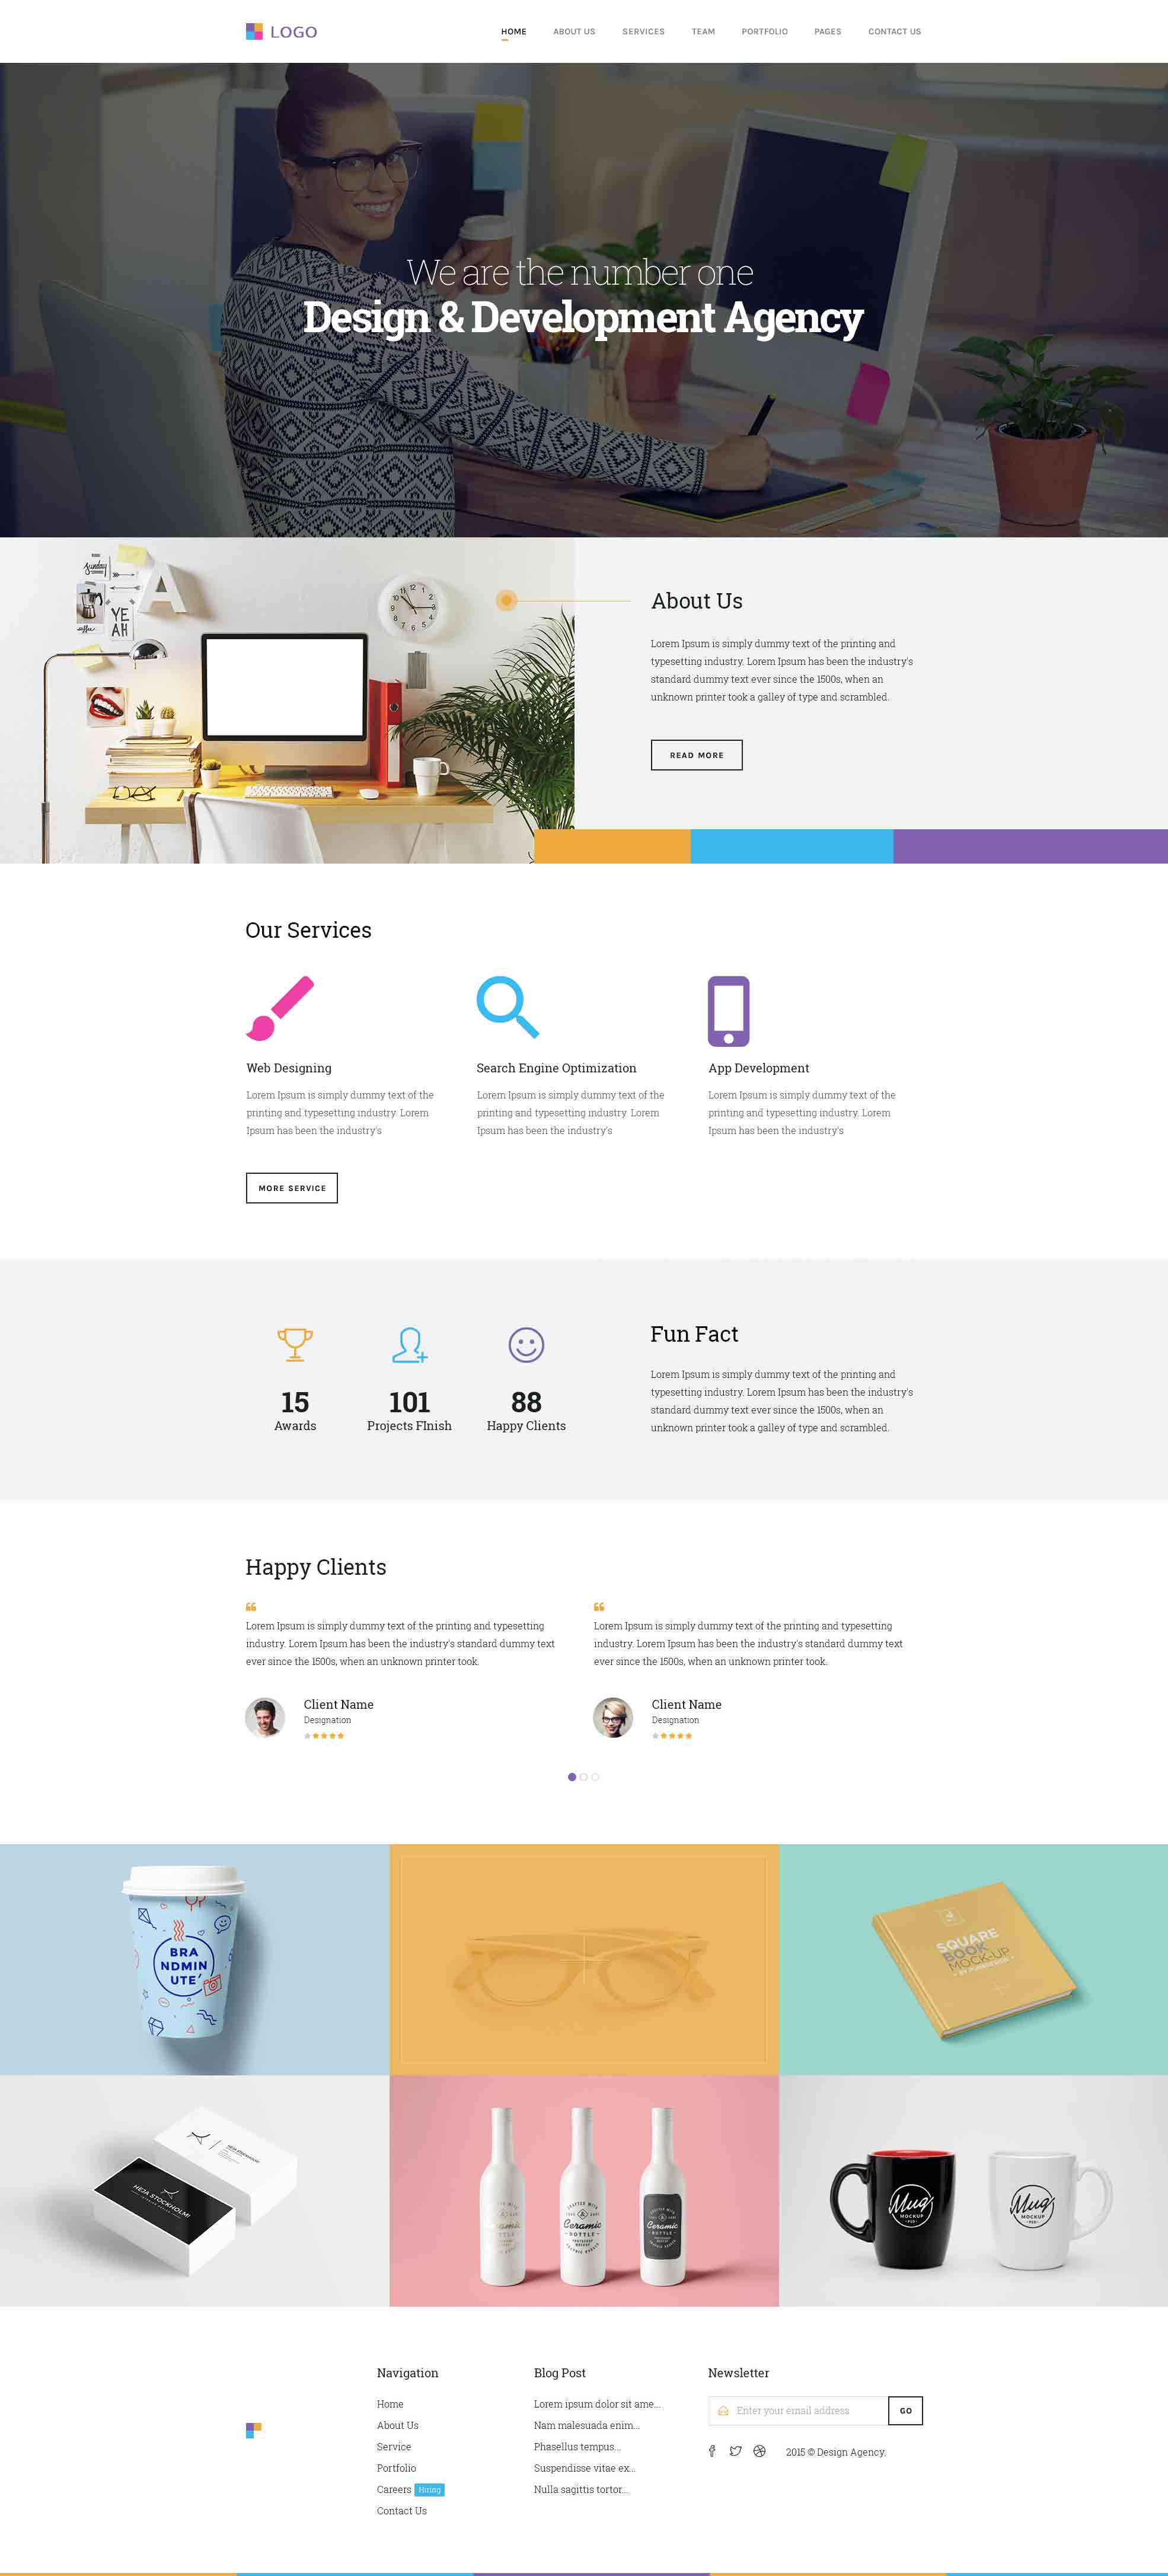 LOGO
HOME ABOUT US SERVICES TEAM PORTFOLIO PAGES CONTACT US
We are the number one
Design & Development Agency
sunday
YE
AH
coffee
A
About Us
Lorem Ipsum is simply dummy text of the printing and
typesetting industry. Lorem Ipsum has been the industry's
standard dummy text ever since the 1500s, when an
unknown printer took a galley of type and scrambled.
READ MORE
Our Services
Web Designing
Lorem Ipsum is simply dummy text of the
printing and typesetting industry. Lorem
Ipsum has been the industry's
Search Engine Optimization
Lorem Ipsum is simply dummy text of the
printing and typesetting industry. Lorem
Ipsum has been the industry's
App Development
Lorem Ipsum is simply dummy text of the
printing and typesetting industry. Lorem
Ipsum has been the industry's
MORE SERVICE
15
Awards
101
Projects FInish
88
Happy Clients
Fun Fact
Lorem Ipsum is simply dummy text of the printing and
typesetting industry. Lorem Ipsum has been the industry's
standard dummy text ever since the 1500s, when an
unknown printer took a galley of type and scrambled.
Happy Clients
Lorem Ipsum is simply dummy text of the printing and typesetting
industry. Lorem Ipsum has been the industry's standard dummy text
ever since the 1500s, when an unknown printer took.
Client Name
Designation
Lorem Ipsum is simply dummy text of the printing and typesetting
industry. Lorem Ipsum has been the industry's standard dummy text
ever since the 1500s, when an unknown printer took.
Client Name
Designation
BRA
NDMIN
UTE
SQUARE
BOOK
MOCK-UP
HEJA STOCKHOLM!
HEJA STOCKHOLM!
CRAFTED WITH
Ceramic
BOTTLE
CRAFTED WITH
Ceramic
BOTTLE
Ceramic
BOTTLE
Mug
MOCKUP
PSD
Mug
MOCKUP
PSD
Navigation
Home
About Us
Service
Portfolio
Careers Hiring
Contact Us
Blog Post
Lorem ipsum dolor sit ame...
Nam malesuada enim...
Phasellus tempus...
Suspendisse vitae ex...
Nulla sagittis tortor...
Newsletter
Enter your email address GO
2015 © Design Agency.